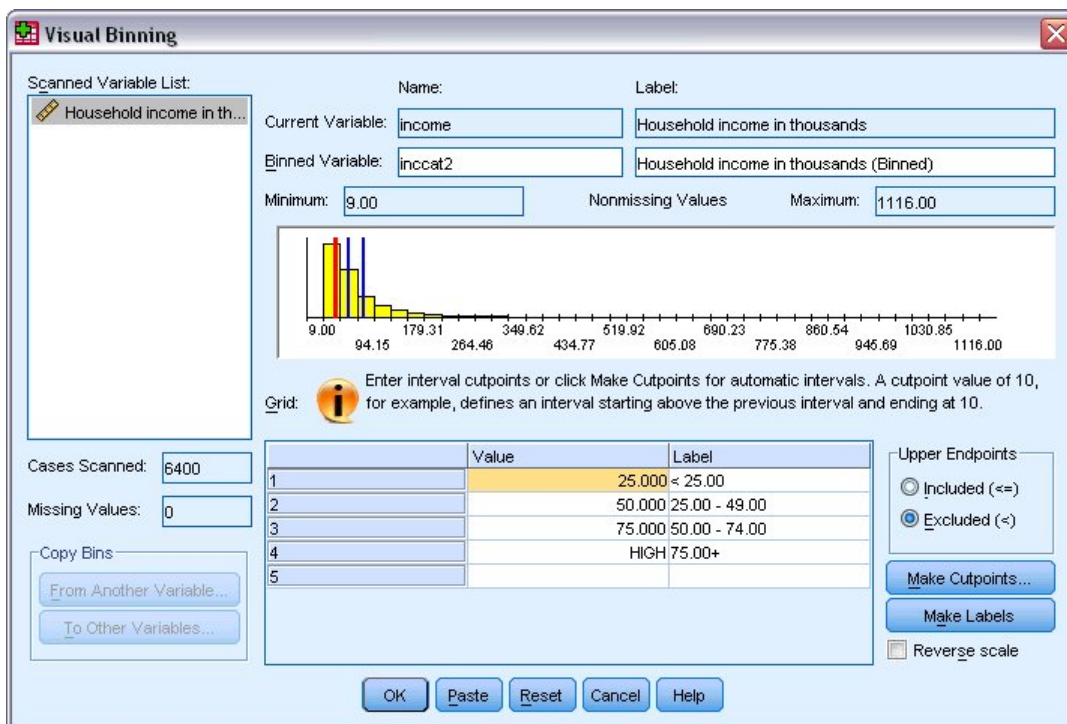 Visual Binning
Scanned Variable List:
Household income in th...
Name:
Label:
Current Variable:
income
Household income in thousands
Binned Variable:
inccat2
Household income in thousands (Binned)
Minimum:
9.00
Nonmissing Values
Maximum:
1116.00
9.00 179.31 349.62 519.92 690.23 860.54 1030.85
94.15 264.46 434.77 605.08 775.38 945.69 1116.00
Grid:
i
Enter interval cutpoints or click Make Cutpoints for automatic intervals. A cutpoint value of 10,
for example, defines an interval starting above the previous interval and ending at 10.
Cases Scanned:
6400
Missing Values:
0
Copy Bins
From Another Variable...
To Other Variables...
Value Label
1 25.000 < 25.00
2 50.000 25.00 - 49.00
3 75.000 50.00 - 74.00
4 HIGH 75.00+
5
Upper Endpoints
Included (<=)
Excluded (<)
Make Cutpoints...
Make Labels
Reverse scale
OK
Paste
Reset
Cancel
Help